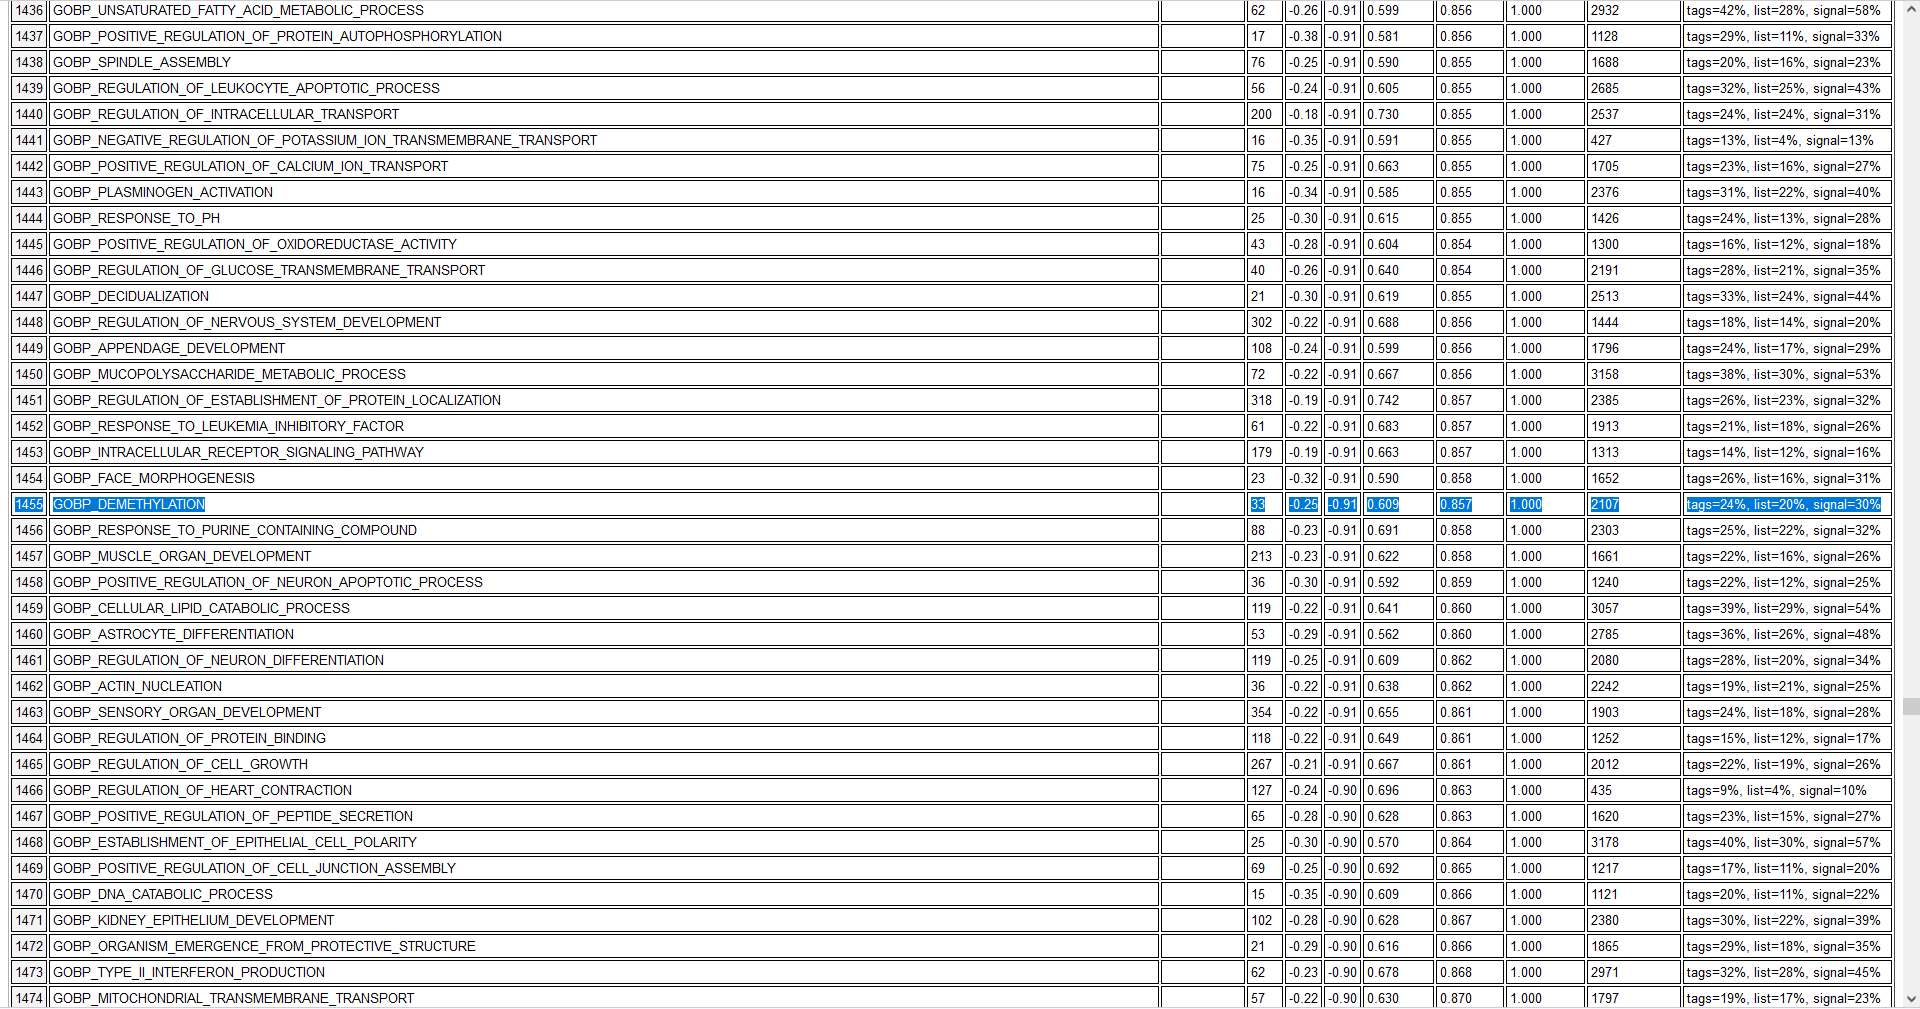 1436 GOBP_UNSATURATED_FATTY_ACID_METABOLIC_PROCESS 62 -0.26 -0.91 0.599 0.856 1.000 2932 tags=42%, list=28%, signal=58%
1437 GOBP_POSITIVE_REGULATION_OF_PROTEIN_AUTOPHOSPHORYLATION 17 -0.38 -0.91 0.581 0.856 1.000 1128 tags=29%, list=11%, signal=33%
1438 GOBP_SPINDLE_ASSEMBLY 76 -0.25 -0.91 0.590 0.855 1.000 1688 tags=20%, list=16%, signal=23%
1439 GOBP_REGULATION_OF_LEUKOCYTE_APOPTOTIC_PROCESS 56 -0.24 -0.91 0.605 0.855 1.000 2685 tags=32%, list=25%, signal=43%
1440 GOBP_REGULATION_OF_INTRACELLULAR_TRANSPORT 200 -0.18 -0.91 0.730 0.855 1.000 2537 tags=24%, list=24%, signal=31%
1441 GOBP_NEGATIVE_REGULATION_OF_POTASSIUM_ION_TRANSMEMBRANE_TRANSPORT 16 -0.35 -0.91 0.591 0.855 1.000 427 tags=13%, list=4%, signal=13%
1442 GOBP_POSITIVE_REGULATION_OF_CALCIUM_ION_TRANSPORT 75 -0.25 -0.91 0.663 0.855 1.000 1705 tags=23%, list=16%, signal=27%
1443 GOBP_PLASMINOGEN_ACTIVATION 16 -0.34 -0.91 0.585 0.855 1.000 2376 tags=31%, list=22%, signal=40%
1444 GOBP_RESPONSE_TO_PH 25 -0.30 -0.91 0.615 0.855 1.000 1426 tags=24%, list=13%, signal=28%
1445 GOBP_POSITIVE_REGULATION_OF_OXIDOREDUCTASE_ACTIVITY 43 -0.28 -0.91 0.604 0.854 1.000 1300 tags=16%, list=12%, signal=18%
1446 GOBP_REGULATION_OF_GLUCOSE_TRANSMEMBRANE_TRANSPORT 40 -0.26 -0.91 0.640 0.854 1.000 2191 tags=28%, list=21%, signal=35%
1447 GOBP_DECIDUALIZATION 21 -0.30 -0.91 0.619 0.855 1.000 2513 tags=33%, list=24%, signal=44%
1448 GOBP_REGULATION_OF_NERVOUS_SYSTEM_DEVELOPMENT 302 -0.22 -0.91 0.688 0.856 1.000 1444 tags=18%, list=14%, signal=20%
1449 GOBP_APPENDAGE_DEVELOPMENT 108 -0.24 -0.91 0.599 0.856 1.000 1796 tags=24%, list=17%, signal=29%
1450 GOBP_MUCOPOLYSACCHARIDE_METABOLIC_PROCESS 72 -0.22 -0.91 0.667 0.856 1.000 3158 tags=38%, list=30%, signal=53%
1451 GOBP_REGULATION_OF_ESTABLISHMENT_OF_PROTEIN_LOCALIZATION 318 -0.19 -0.91 0.742 0.857 1.000 2385 tags=26%, list=23%, signal=32%
1452 GOBP_RESPONSE_TO_LEUKEMIA_INHIBITORY_FACTOR 61 -0.22 -0.91 0.683 0.857 1.000 1913 tags=21%, list=18%, signal=26%
1453 GOBP_INTRACELLULAR_RECEPTOR_SIGNALING_PATHWAY 179 -0.19 -0.91 0.663 0.857 1.000 1313 tags=14%, list=12%, signal=16%
1454 GOBP_FACE_MORPHOGENESIS 23 -0.32 -0.91 0.590 0.858 1.000 1652 tags=26%, list=16%, signal=31%
1455 GOBP_DEMETHYLATION 33 -0.25 -0.91 0.609 0.857 1.000 2107 tags=24%, list=20%, signal=30%
1456 GOBP_RESPONSE_TO_PURINE_CONTAINING_COMPOUND 88 -0.23 -0.91 0.691 0.858 1.000 2303 tags=25%, list=22%, signal=32%
1457 GOBP_MUSCLE_ORGAN_DEVELOPMENT 213 -0.23 -0.91 0.622 0.858 1.000 1661 tags=22%, list=16%, signal=26%
1458 GOBP_POSITIVE_REGULATION_OF_NEURON_APOPTOTIC_PROCESS 36 -0.30 -0.91 0.592 0.859 1.000 1240 tags=22%, list=12%, signal=25%
1459 GOBP_CELLULAR_LIPID_CATABOLIC_PROCESS 119 -0.22 -0.91 0.641 0.860 1.000 3057 tags=39%, list=29%, signal=54%
1460 GOBP_ASTROCYTE_DIFFERENTIATION 53 -0.29 -0.91 0.562 0.860 1.000 2785 tags=36%, list=26%, signal=48%
1461 GOBP_REGULATION_OF_NEURON_DIFFERENTIATION 119 -0.25 -0.91 0.609 0.862 1.000 2080 tags=28%, list=20%, signal=34%
1462 GOBP_ACTIN_NUCLEATION 36 -0.22 -0.91 0.638 0.862 1.000 2242 tags=19%, list=21%, signal=25%
1463 GOBP_SENSORY_ORGAN_DEVELOPMENT 354 -0.22 -0.91 0.655 0.861 1.000 1903 tags=24%, list=18%, signal=28%
1464 GOBP_REGULATION_OF_PROTEIN_BINDING 118 -0.22 -0.91 0.649 0.861 1.000 1252 tags=15%, list=12%, signal=17%
1465 GOBP_REGULATION_OF_CELL_GROWTH 267 -0.21 -0.91 0.667 0.861 1.000 2012 tags=22%, list=19%, signal=26%
1466 GOBP_REGULATION_OF_HEART_CONTRACTION 127 -0.24 -0.90 0.696 0.863 1.000 435 tags=9%, list=4%, signal=10%
1467 GOBP_POSITIVE_REGULATION_OF_PEPTIDE_SECRETION 65 -0.28 -0.90 0.628 0.863 1.000 1620 tags=23%, list=15%, signal=27%
1468 GOBP_ESTABLISHMENT_OF_EPITHELIAL_CELL_POLARITY 25 -0.30 -0.90 0.570 0.864 1.000 3178 tags=40%, list=30%, signal=57%
1469 GOBP_POSITIVE_REGULATION_OF_CELL_JUNCTION_ASSEMBLY 69 -0.25 -0.90 0.692 0.865 1.000 1217 tags=17%, list=11%, signal=20%
1470 GOBP_DNA_CATABOLIC_PROCESS 15 -0.35 -0.90 0.609 0.866 1.000 1121 tags=20%, list=11%, signal=22%
1471 GOBP_KIDNEY_EPITHELIUM_DEVELOPMENT 102 -0.28 -0.90 0.628 0.867 1.000 2380 tags=30%, list=22%, signal=39%
1472 GOBP_ORGANISM_EMERGENCE_FROM_PROTECTIVE_STRUCTURE 21 -0.29 -0.90 0.616 0.866 1.000 1865 tags=29%, list=18%, signal=35%
1473 GOBP_TYPE_II_INTERFERON_PRODUCTION 62 -0.23 -0.90 0.678 0.868 1.000 2971 tags=32%, list=28%, signal=45%
1474 GOBP_MITOCHONDRIAL_TRANSMEMBRANE_TRANSPORT 57 -0.22 -0.90 0.630 0.870 1.000 1797 tags=19%, list=17%, signal=23%